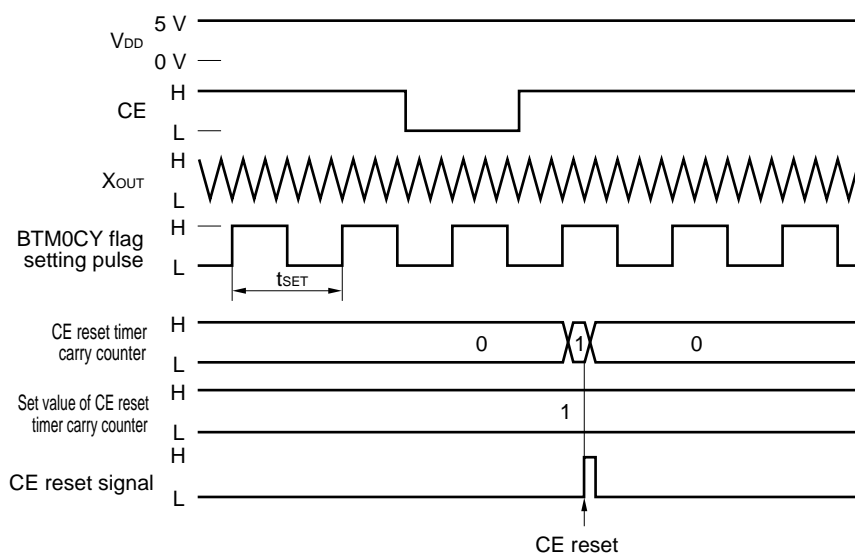 5 V
VDD
0 V
H
CE
L
H
XOUT
L
H
BTM0CY flag
setting pulse
L
tSET
H
CE reset timer
carry counter
L
0
1
0
H
Set value of CE reset
timer carry counter
L
1
H
CE reset signal
L
CE reset